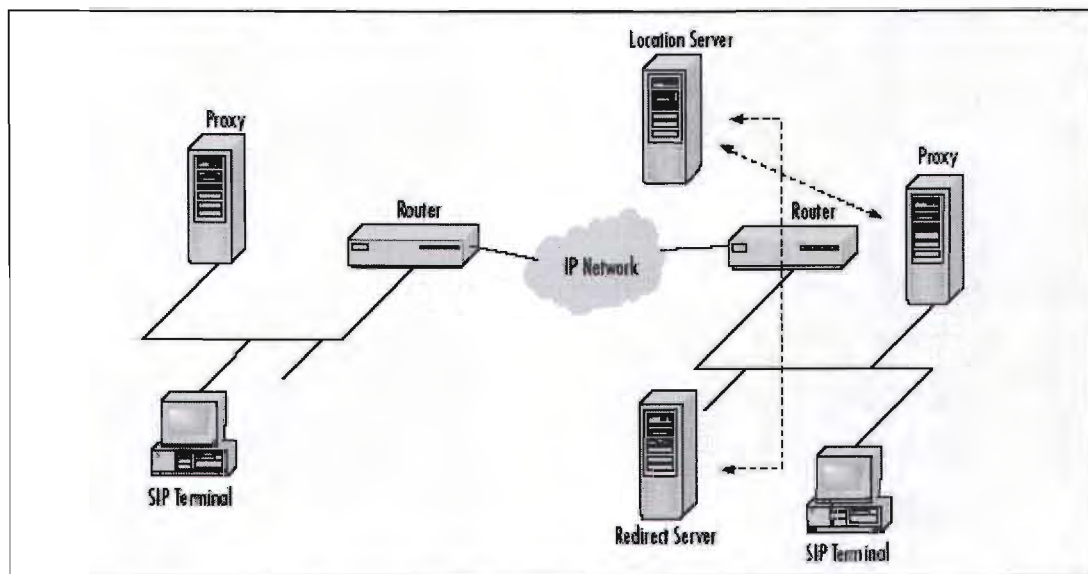 Location Server
Proxy
Proxy
Router
Router
IP Network
SIP Terminal
Redirect Server
SIP Terminal